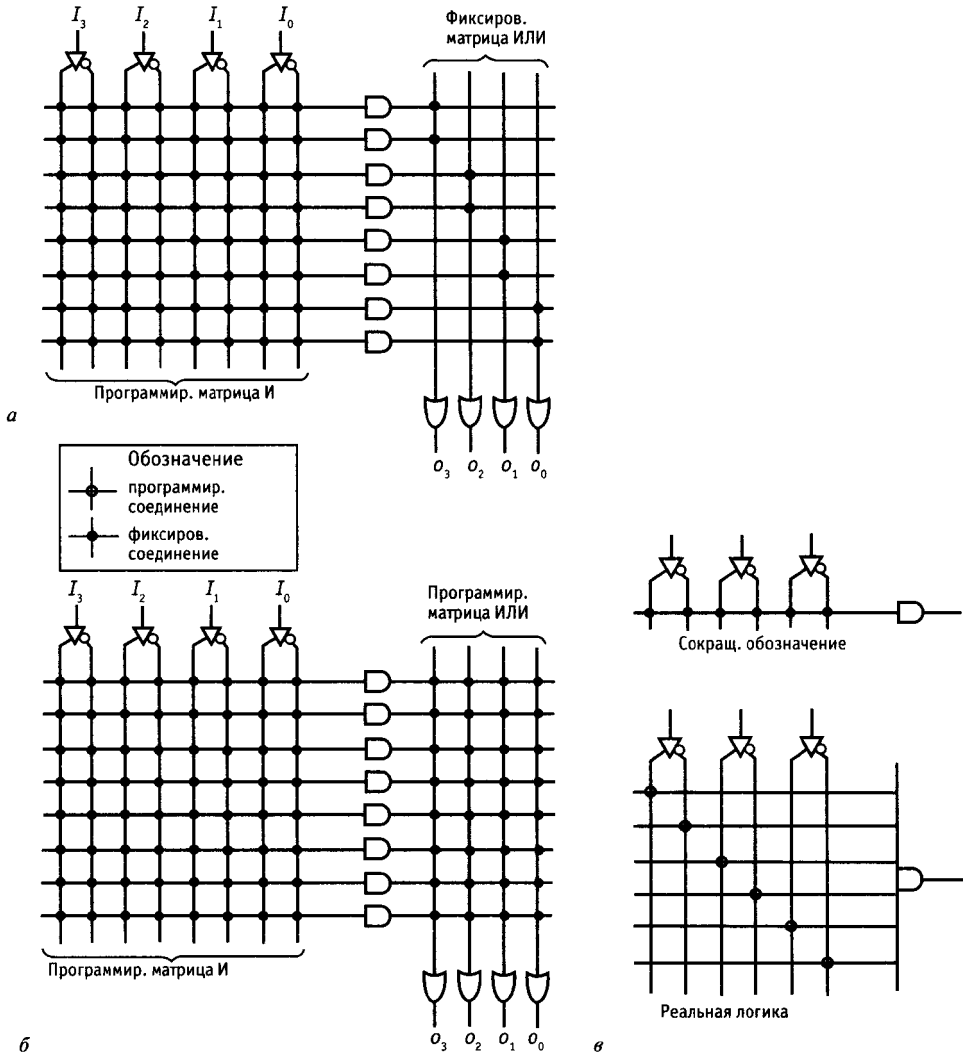 I₃ I₂ I₁ I₀
Фиксиров.
матрица ИЛИ
Программир. матрица И
а
o₃ o₂ o₁ o₀
Обозначение
программир.
соединение
фиксиров.
соединение
I₃ I₂ I₁ I₀
Программир.
матрица ИЛИ
Программир. матрица И
o₃ o₂ o₁ o₀
б
Сокращ. обозначение
Реальная логика
в